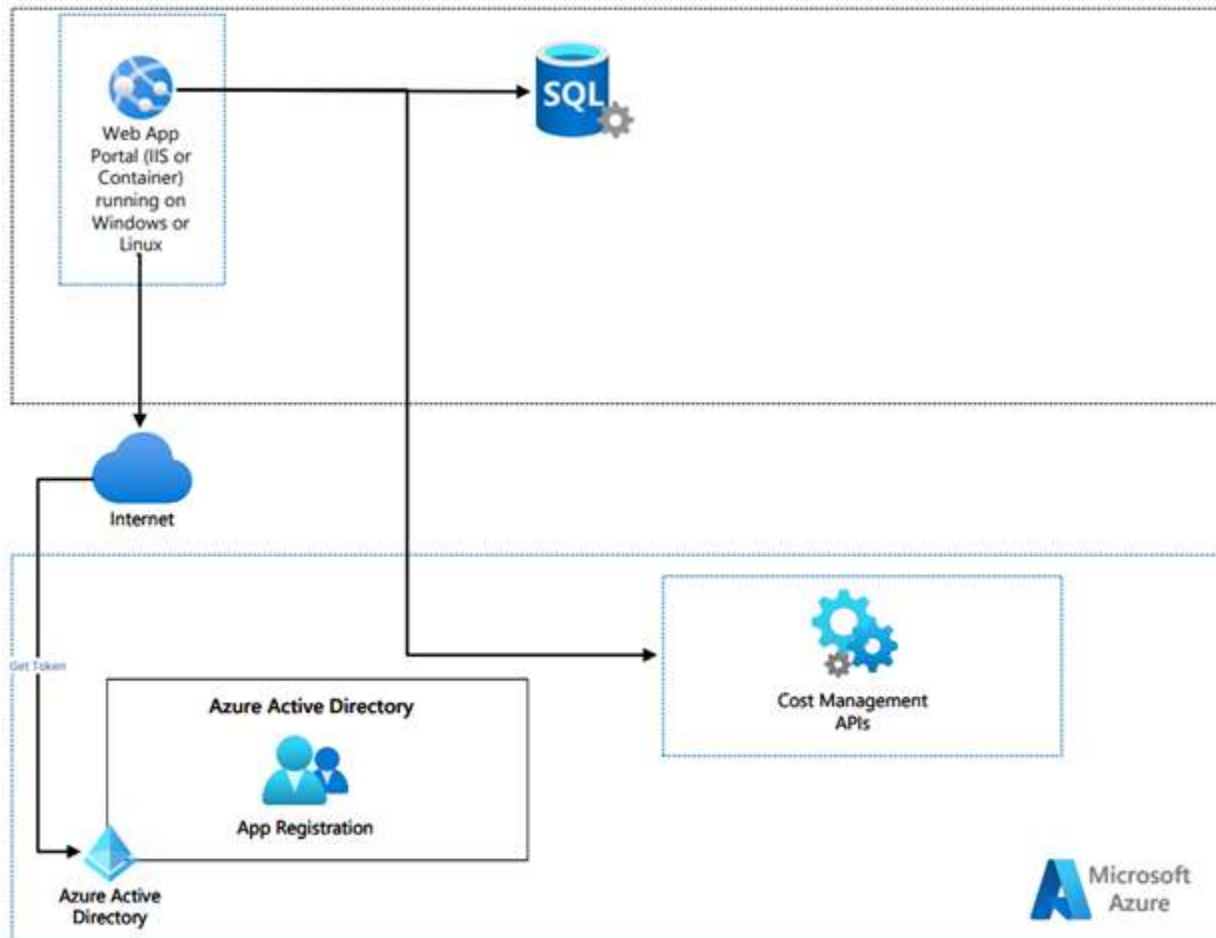 Web App
Portal (IIS or
Container)
running on
Windows or
Linux
SQL
Internet
Get Token
Azure Active Directory
App Registration
Azure Active
Directory
Cost Management
APIs
Microsoft
Azure